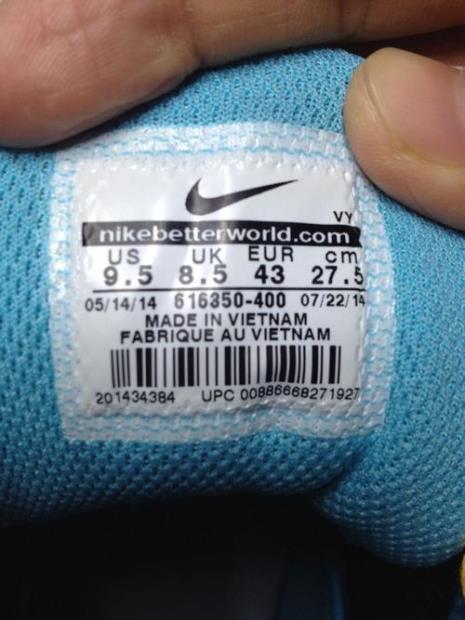 VY
nikebetterworld.com
US UK EUR cm
9.5 8.5 43 27.5
05/14/14 616350-400 07/22/14
MADE IN VIETNAM
FABRIQUE AU VIETNAM
201434384 UPC 00886668271927